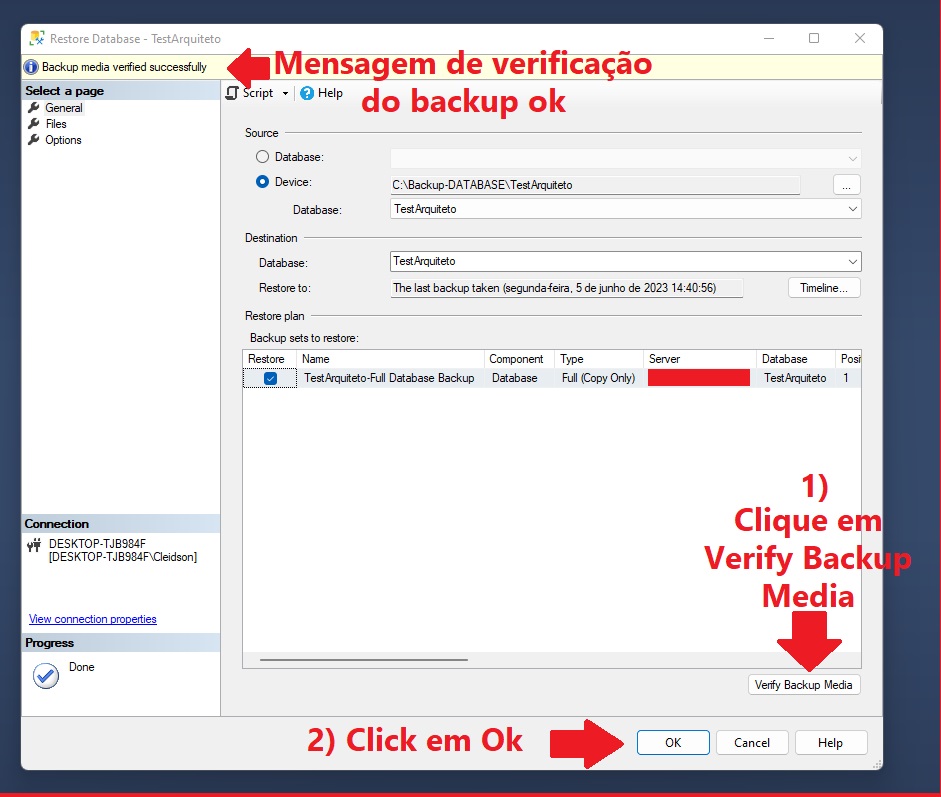 Restore Database - TestArquiteto
Backup media verified successfully
Mensagem de verificação
do backup ok
Select a page
General
Files
Options
Script
Help
Source
Database:
Device:
C:\Backup-DATABASE\TestArquiteto
...
Database:
TestArquiteto
Destination
Database:
TestArquiteto
Restore to:
The last backup taken (segunda-feira, 5 de junho de 2023 14:40:56)
Timeline...
Restore plan
Backup sets to restore:
Restore Name Component Type Server Database Posi
TestArquiteto-Full Database Backup Database Full (Copy Only) TestArquiteto 1
1)
Clique em
Verify Backup
Media
Connection
DESKTOP-TJB984F
[DESKTOP-TJB984F\Cleidson]
View connection properties
Progress
Done
Verify Backup Media
2) Click em Ok
OK
Cancel
Help